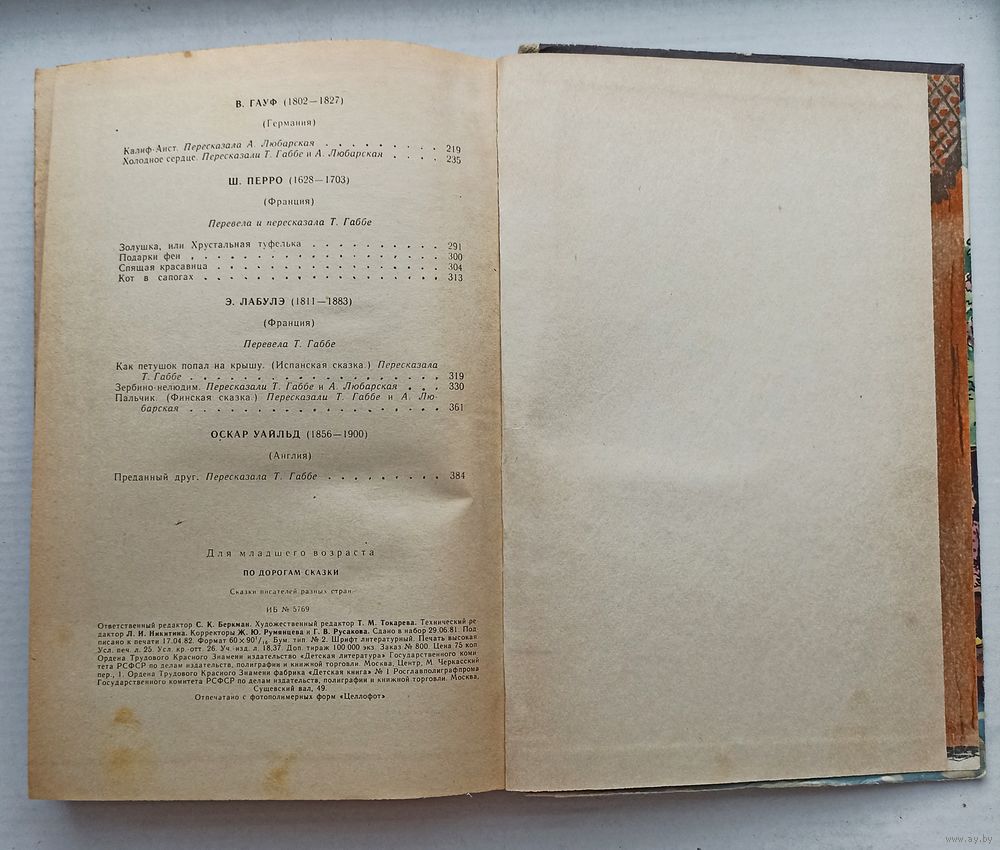 В. ГАУФ (1802—1827)
(Германия)
Калиф-Аист. Пересказала А. Любарская . . . . . . . . 219
Холодное сердце. Пересказали Т. Габбе и А. Любарская . . . . 235
Ш. ПЕРРО (1628—1703)
(Франция)
Перевела и пересказала Т. Габбе
Золушка, или Хрустальная туфелька . . . . . . . . . . 291
Подарки феи . . . . . . . . . . . . . . . . . . . 300
Спящая красавица . . . . . . . . . . . . . . . . . 304
Кот в сапогах . . . . . . . . . . . . . . . . . . 313
Э. ЛАБУЛЭ (1811—1883)
(Франция)
Перевела Т. Габбе
Как петушок попал на крышу. (Испанская сказка.) Пересказала
Т. Габбе . . . . . . . . . . . . . . . . . . . 319
Зербино-нелюдим. Пересказали Т. Габбе и А. Любарская . . . 330
Пальчик. (Финская сказка.) Пересказали Т. Габбе и А. Лю-
барская . . . . . . . . . . . . . . . . . . . 361
ОСКАР УАЙЛЬД (1856—1900)
(Англия)
Преданный друг. Пересказала Т. Габбе . . . . . . . . . 384
Для младшего возраста
ПО ДОРОГАМ СКАЗКИ
Сказки писателей разных стран
ИБ № 5769
Ответственный редактор С. К. Беркман. Художественный редактор Т. М. Токарева. Технический ре
дактор Л. И. Никитина. Корректоры Ж. Ю. Румянцева и Г. В. Русакова. Сдано в набор 29.06.81. Под
писано к печати 17.04.82. Формат 60×90¹/₁₆. Бум. тип. № 2. Шрифт литературный. Печать высокая
Усл. печ. л. 25. Усл. кр.-отт. 26. Уч.-изд. л. 18,37. Доп. тираж 100 000 экз. Заказ № 800. Цена 75 коп
Ордена Трудового Красного Знамени издательство «Детская литература» Государственного коми
тета РСФСР по делам издательств, полиграфии и книжной торговли. Москва, Центр, М. Черкасский
пер., 1. Ордена Трудового Красного Знамени фабрика «Детская книга» № 1 Росглавполиграфпрома
Государственного комитета РСФСР по делам издательств, полиграфии и книжной торговли. Москва,
Сущевский вал, 49.
Отпечатано с фотополимерных форм «Целлофот»
www.ay.by